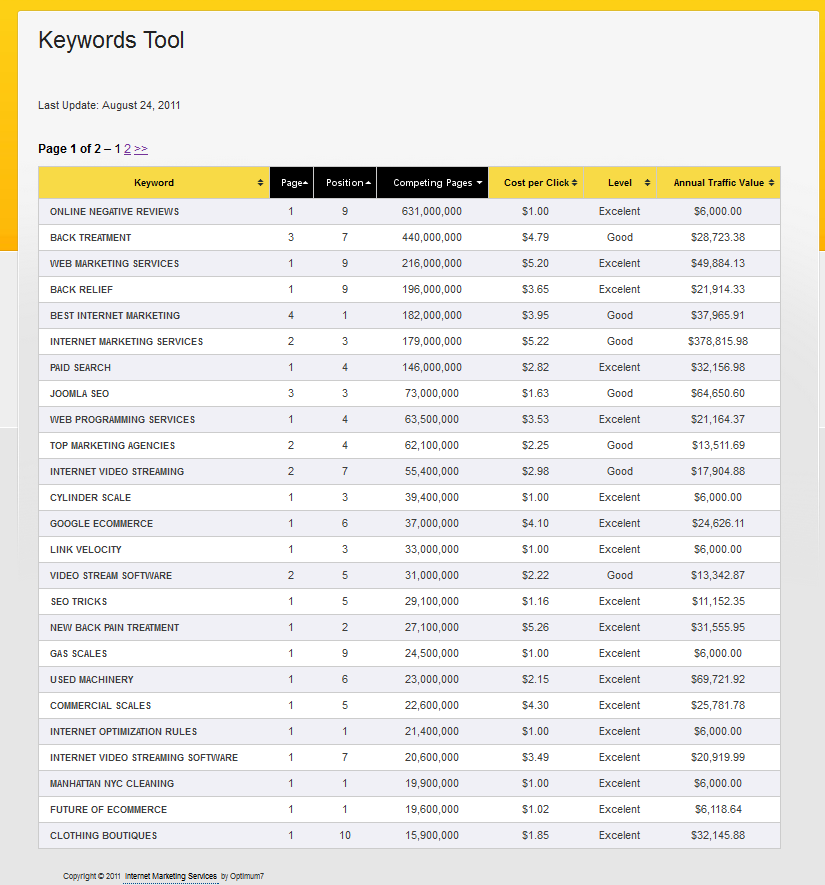 Keywords Tool
Last Update: August 24, 2011
Page 1 of 2 – 1 2 >>
Keyword Page Position Competing Pages Cost per Click Level Annual Traffic Value
ONLINE NEGATIVE REVIEWS 1 9 631,000,000 $1.00 Excelent $6,000.00
BACK TREATMENT 3 7 440,000,000 $4.79 Good $28,723.38
WEB MARKETING SERVICES 1 9 216,000,000 $5.20 Excelent $49,884.13
BACK RELIEF 1 9 196,000,000 $3.65 Excelent $21,914.33
BEST INTERNET MARKETING 4 1 182,000,000 $3.95 Good $37,965.91
INTERNET MARKETING SERVICES 2 3 179,000,000 $5.22 Good $378,815.98
PAID SEARCH 1 4 146,000,000 $2.82 Excelent $32,156.98
JOOMLA SEO 3 3 73,000,000 $1.63 Good $64,650.60
WEB PROGRAMMING SERVICES 1 4 63,500,000 $3.53 Excelent $21,164.37
TOP MARKETING AGENCIES 2 4 62,100,000 $2.25 Good $13,511.69
INTERNET VIDEO STREAMING 2 7 55,400,000 $2.98 Good $17,904.88
CYLINDER SCALE 1 3 39,400,000 $1.00 Excelent $6,000.00
GOOGLE ECOMMERCE 1 6 37,000,000 $4.10 Excelent $24,626.11
LINK VELOCITY 1 3 33,000,000 $1.00 Excelent $6,000.00
VIDEO STREAM SOFTWARE 2 5 31,000,000 $2.22 Good $13,342.87
SEO TRICKS 1 5 29,100,000 $1.16 Excelent $11,152.35
NEW BACK PAIN TREATMENT 1 2 27,100,000 $5.26 Excelent $31,555.95
GAS SCALES 1 9 24,500,000 $1.00 Excelent $6,000.00
USED MACHINERY 1 6 23,000,000 $2.15 Excelent $69,721.92
COMMERCIAL SCALES 1 5 22,600,000 $4.30 Excelent $25,781.78
INTERNET OPTIMIZATION RULES 1 1 21,400,000 $1.00 Excelent $6,000.00
INTERNET VIDEO STREAMING SOFTWARE 1 7 20,600,000 $3.49 Excelent $20,919.99
MANHATTAN NYC CLEANING 1 1 19,900,000 $1.00 Excelent $6,000.00
FUTURE OF ECOMMERCE 1 1 19,600,000 $1.02 Excelent $6,118.64
CLOTHING BOUTIQUES 1 10 15,900,000 $1.85 Excelent $32,145.88
Copyright © 2011 Internet Marketing Services by Optimum7